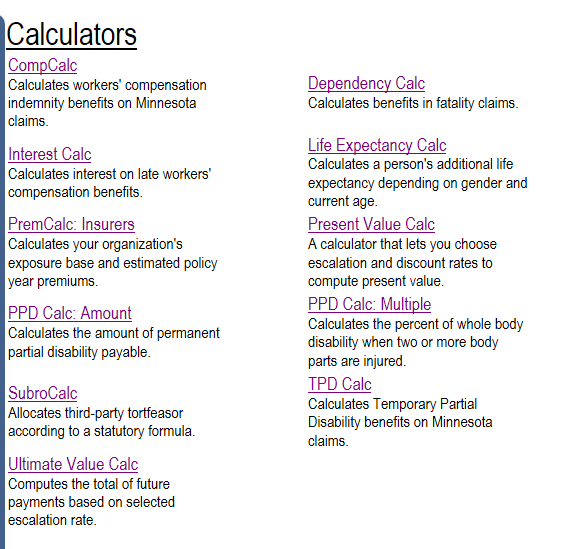 Calculators
CompCalc
Calculates workers' compensation
indemnity benefits on Minnesota
claims.
Interest Calc
Calculates interest on late workers'
compensation benefits.
PremCalc: Insurers
Calculates your organization's
exposure base and estimated policy
year premiums.
PPD Calc: Amount
Calculates the amount of permanent
partial disability payable.
SubroCalc
Allocates third-party tortfeasor
according to a statutory formula.
Ultimate Value Calc
Computes the total of future
payments based on selected
escalation rate.
Dependency Calc
Calculates benefits in fatality claims.
Life Expectancy Calc
Calculates a person's additional life
expectancy depending on gender and
current age.
Present Value Calc
A calculator that lets you choose
escalation and discount rates to
compute present value.
PPD Calc: Multiple
Calculates the percent of whole body
disability when two or more body
parts are injured.
TPD Calc
Calculates Temporary Partial
Disability benefits on Minnesota
claims.